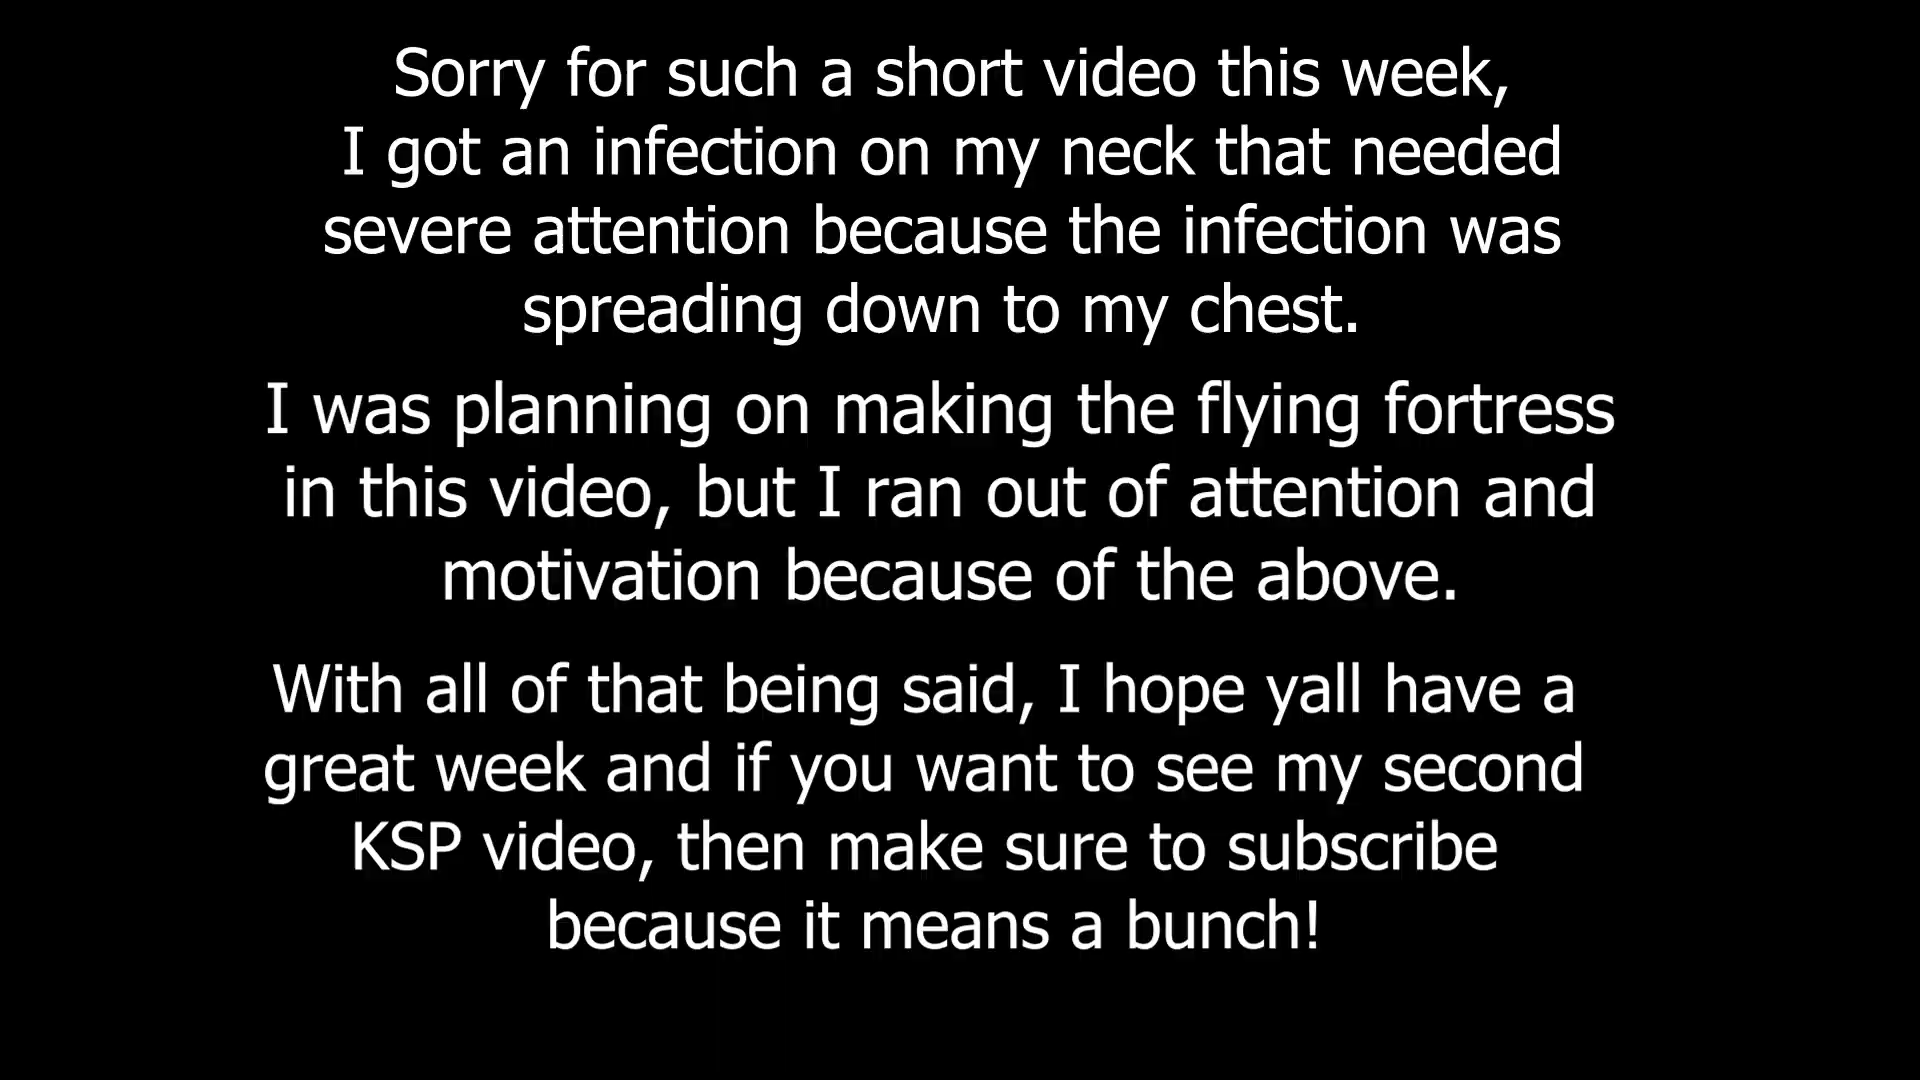 Sorry for such a short video this week,
I got an infection on my neck that needed
severe attention because the infection was
spreading down to my chest.
I was planning on making the flying fortress
in this video, but I ran out of attention and
motivation because of the above.
With all of that being said, I hope yall have a
great week and if you want to see my second
KSP video, then make sure to subscribe
because it means a bunch!